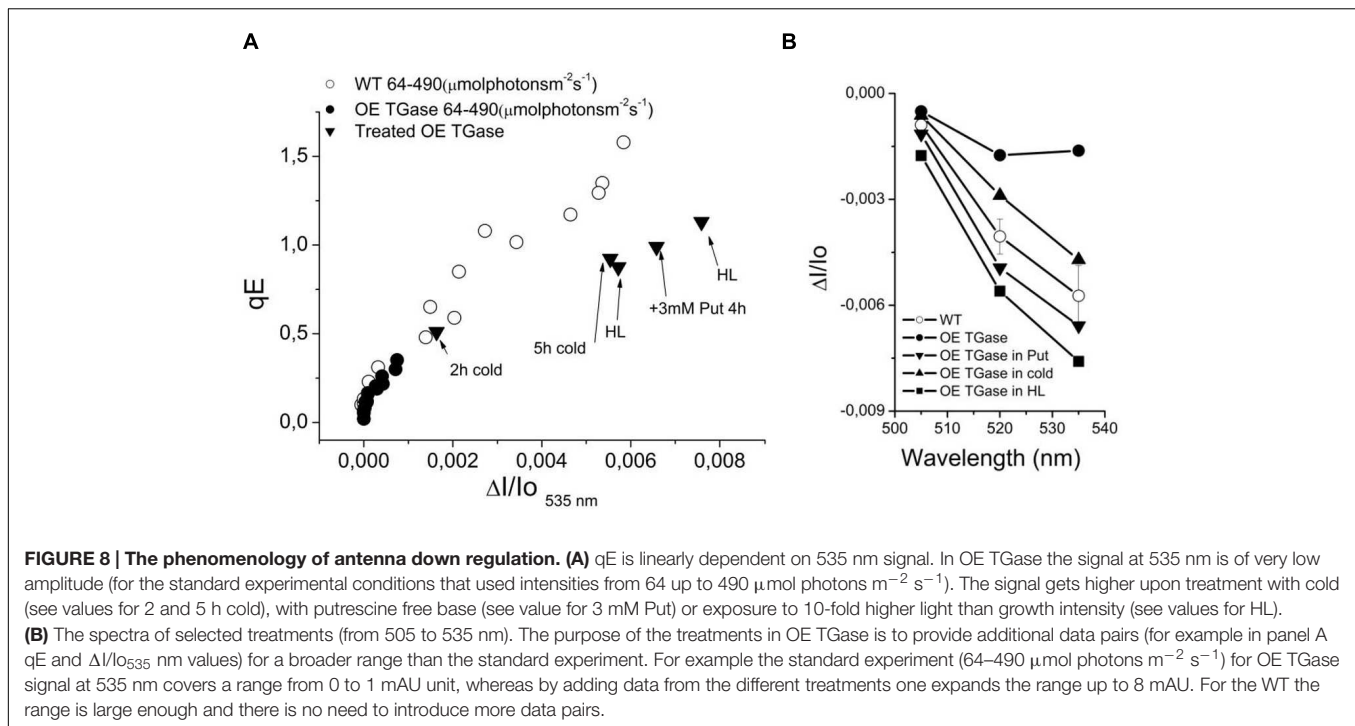 A
B
WT 64-490(μmolphotonsm-2s-1)
OE TGase 64-490(μmolphotonsm-2s-1)
Treated OE TGase
1,5
1,0
0,5
0,0
qE
HL
+3mM Put 4h
HL
5h cold
2h cold
0,000 0,002 0,004 0,006 0,008
ΔI/Io 535 nm
0,000
-0,003
-0,006
-0,009
ΔI/Io
WT
OE TGase
OE TGase in Put
OE TGase in cold
OE TGase in HL
500 510 520 530 540
Wavelength (nm)
FIGURE 8 | The phenomenology of antenna down regulation. (A) qE is linearly dependent on 535 nm signal. In OE TGase the signal at 535 nm is of very low
amplitude (for the standard experimental conditions that used intensities from 64 up to 490 μmol photons m−2 s−1). The signal gets higher upon treatment with cold
(see values for 2 and 5 h cold), with putrescine free base (see value for 3 mM Put) or exposure to 10-fold higher light than growth intensity (see values for HL).
(B) The spectra of selected treatments (from 505 to 535 nm). The purpose of the treatments in OE TGase is to provide additional data pairs (for example in panel A
qE and ΔI/Io535 nm values) for a broader range than the standard experiment. For example the standard experiment (64–490 μmol photons m−2 s−1) for OE TGase
signal at 535 nm covers a range from 0 to 1 mAU unit, whereas by adding data from the different treatments one expands the range up to 8 mAU. For the WT the
range is large enough and there is no need to introduce more data pairs.